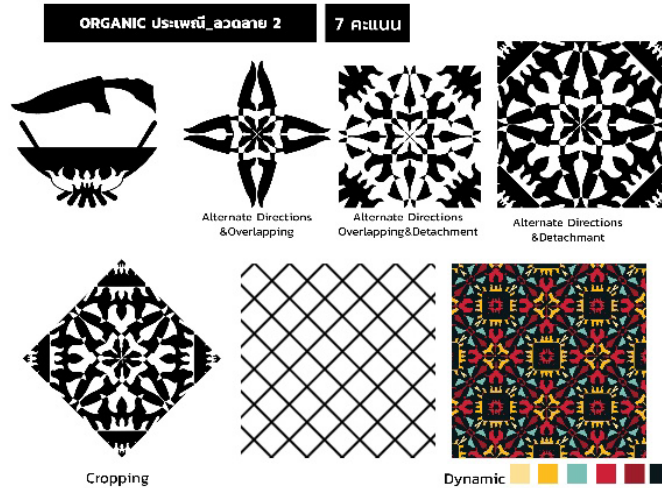 ORGANIC ประเพณี_ลวดลาย 2
7 คะแนน
Alternate Directions
&Overlapping
Alternate Directions
Overlapping&Detachment
Alternate Directions
&Detachmant
Cropping
Dynamic